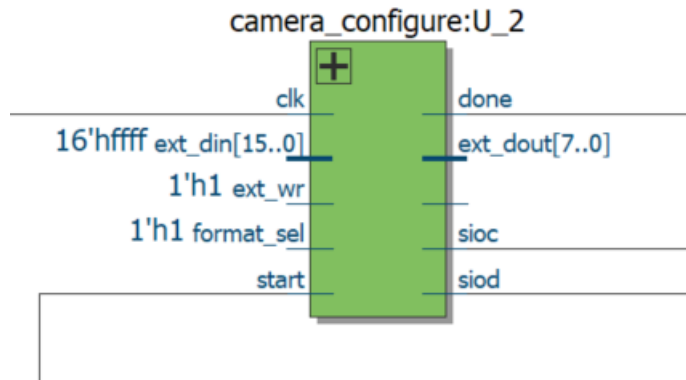 camera_configure:U_2
clk done
16'hffff ext_din[15..0] ext_dout[7..0]
1'h1 ext_wr
1'h1 format_sel sioc
start siod